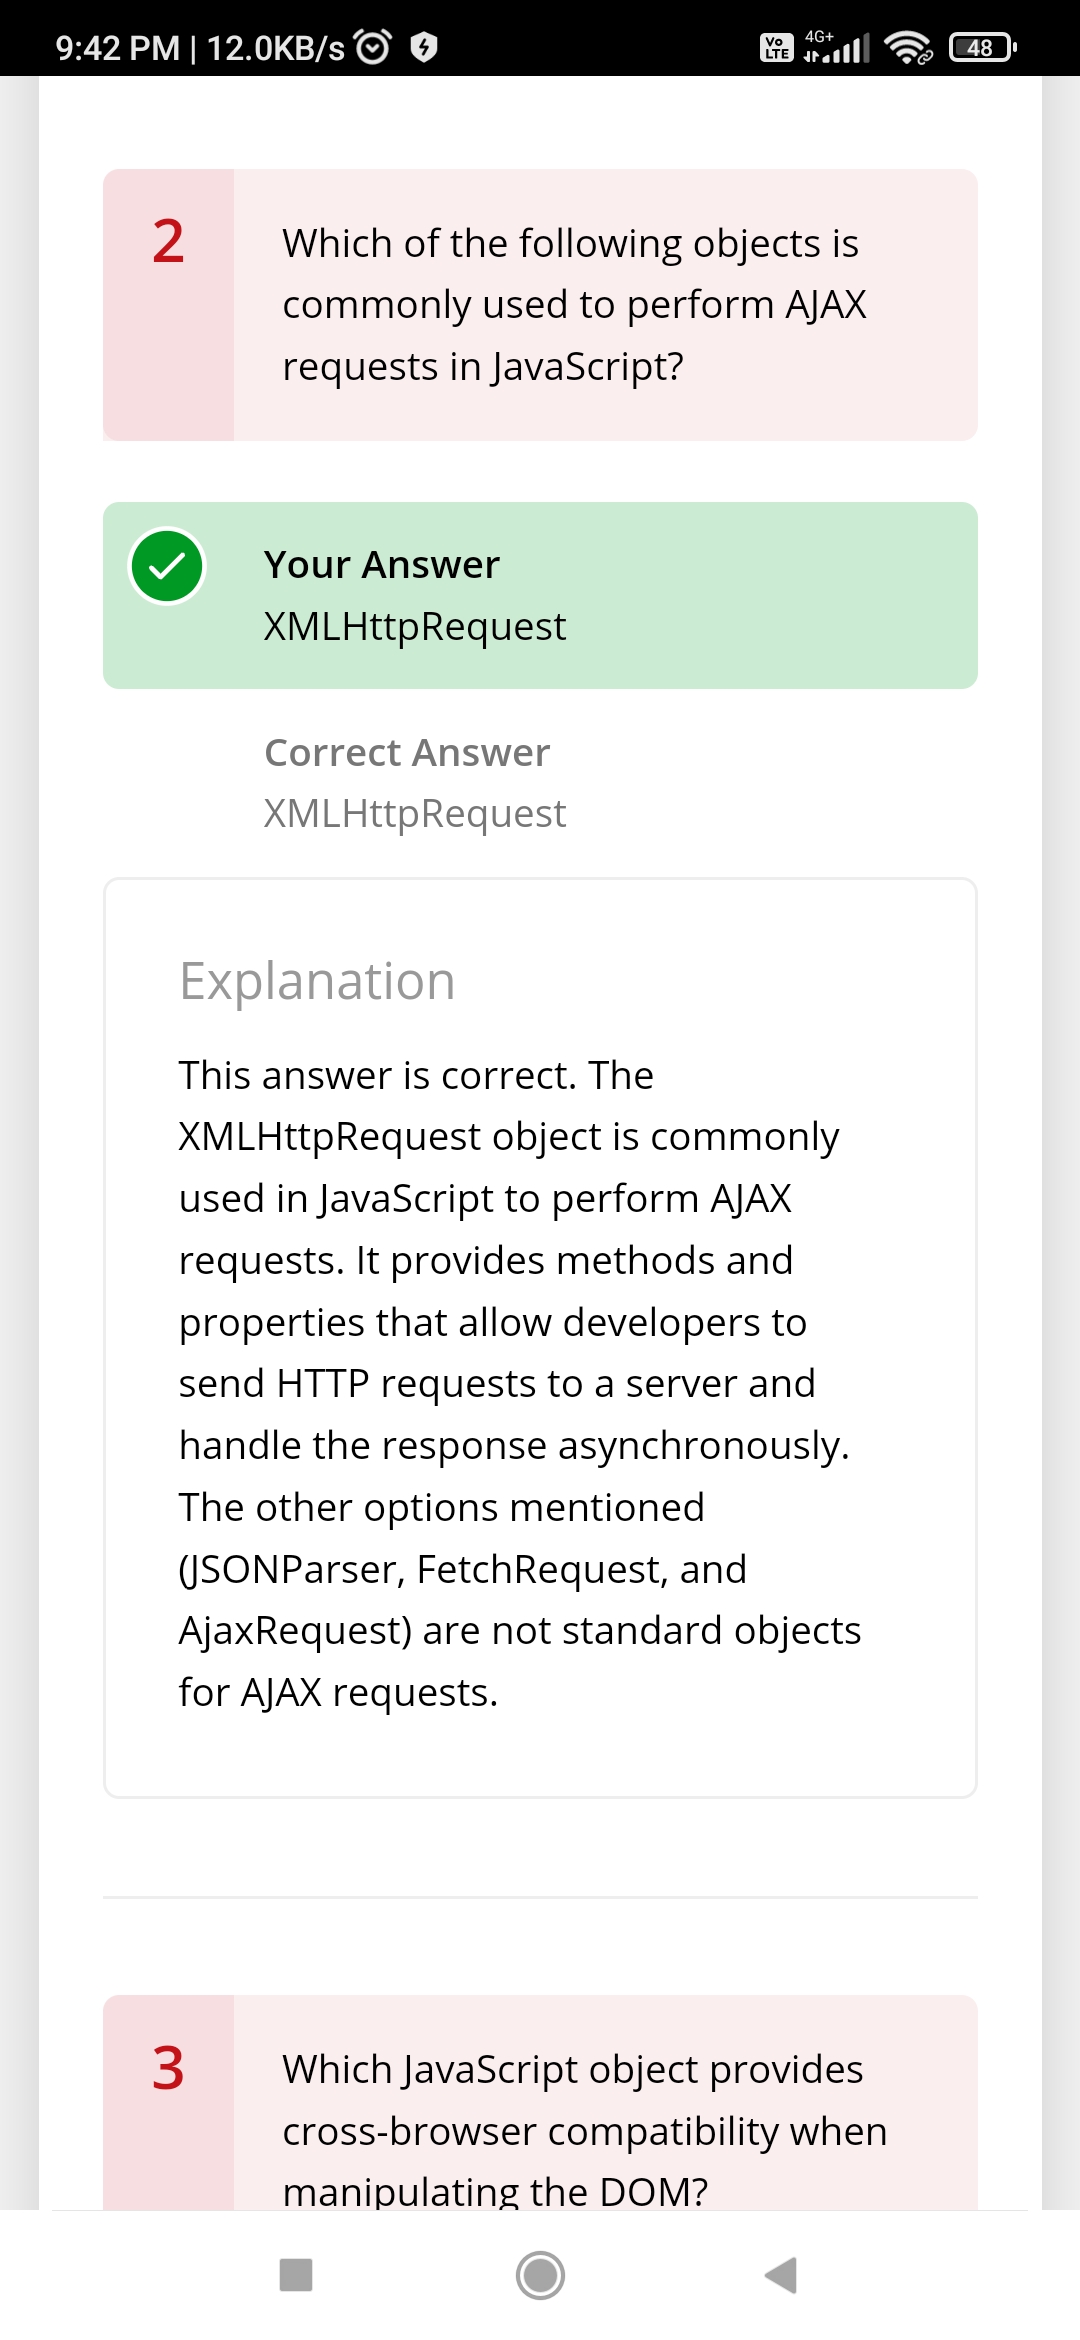 9:42 PM | 12.0KB/s
Vo LTE 4G+ 48
2
Which of the following objects is
commonly used to perform AJAX
requests in JavaScript?
Your Answer
XMLHttpRequest
Correct Answer
XMLHttpRequest
Explanation
This answer is correct. The
XMLHttpRequest object is commonly
used in JavaScript to perform AJAX
requests. It provides methods and
properties that allow developers to
send HTTP requests to a server and
handle the response asynchronously.
The other options mentioned
(JSONParser, FetchRequest, and
AjaxRequest) are not standard objects
for AJAX requests.
3
Which JavaScript object provides
cross-browser compatibility when
manipulating the DOM?